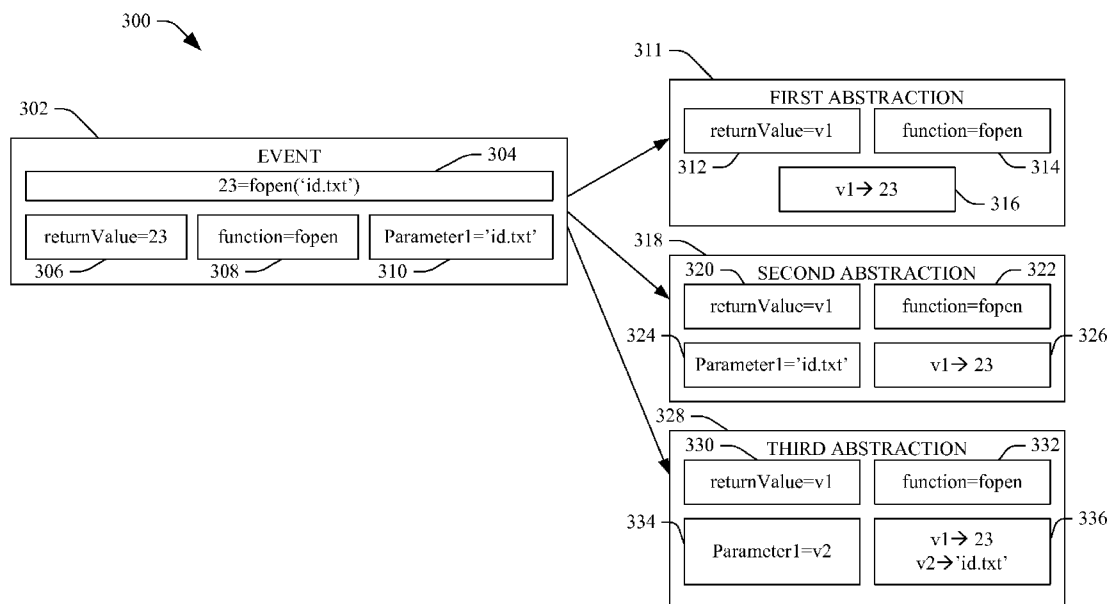 300
302
EVENT
304
23=fopen(‘id.txt’)
returnValue=23 function=fopen Parameter1=’id.txt’
306 308 310
311
FIRST ABSTRACTION
returnValue=v1 function=fopen
312 314
v1→ 23
316
318
SECOND ABSTRACTION
320 322
returnValue=v1 function=fopen
324 326
Parameter1=’id.txt’ v1→ 23
328
THIRD ABSTRACTION
330 332
returnValue=v1 function=fopen
334 336
Parameter1=v2
v1→ 23
v2→’id.txt’